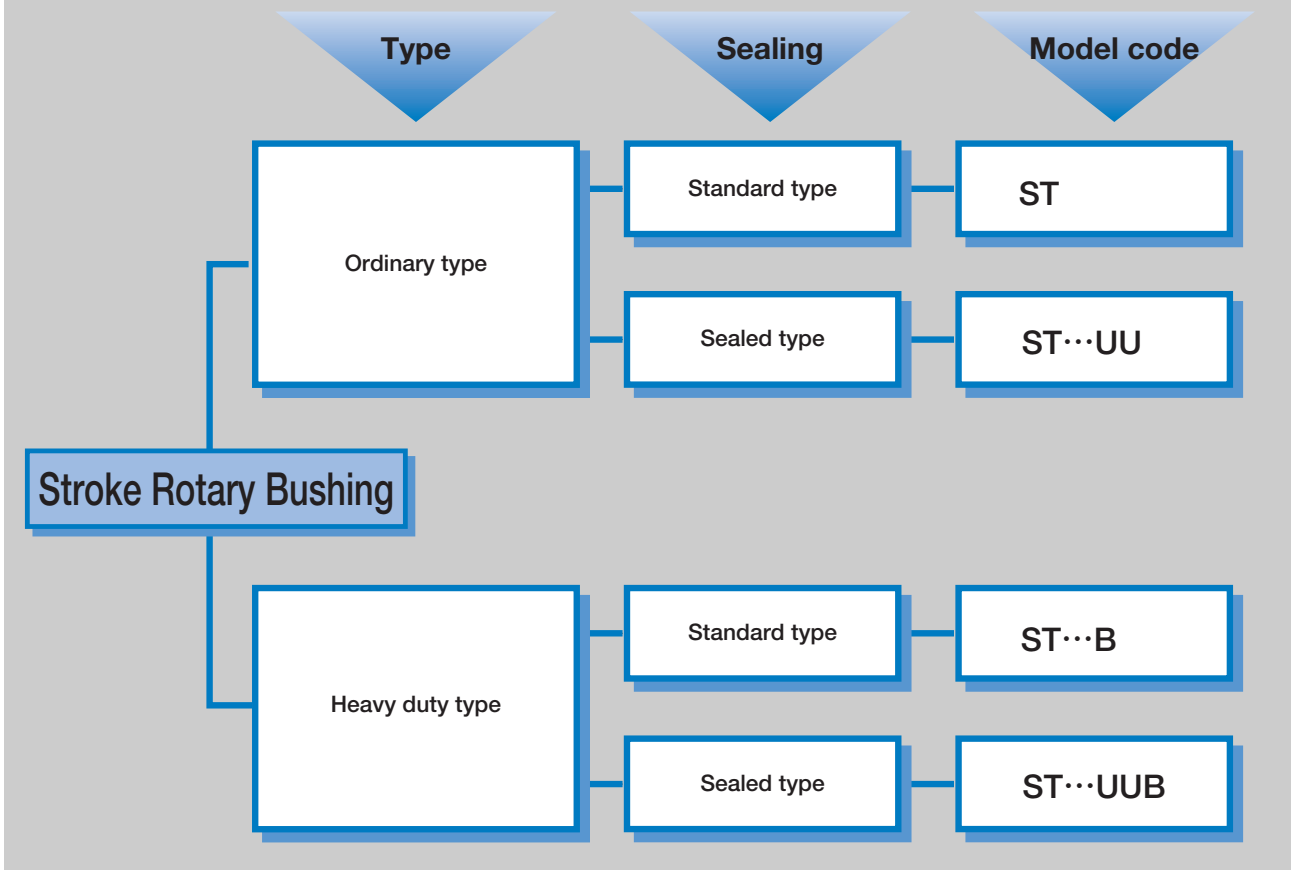 Type
Sealing
Model code
Stroke Rotary Bushing
Ordinary type
Standard type
ST
Sealed type
ST···UU
Heavy duty type
Standard type
ST···B
Sealed type
ST···UUB